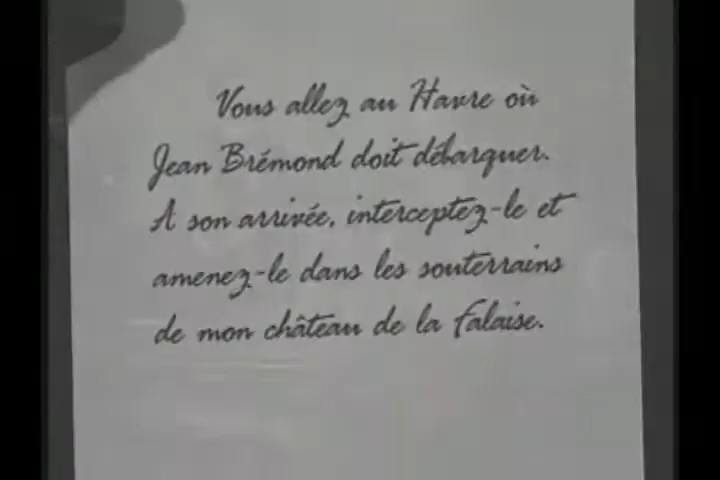 Vous allez au Havre où
Jean Brémond doit débarquer.
A son arrivée, interceptez-le et
amenez-le dans les souterrains
de mon château de la falaise.